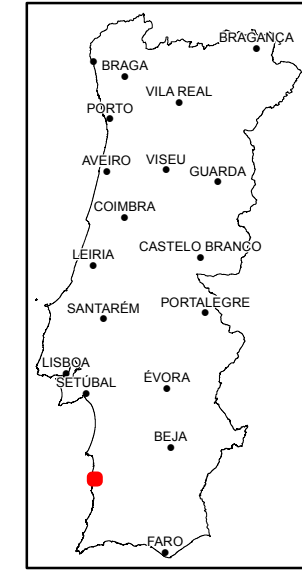 BRAGANÇA
BRAGA
VILA REAL
PORTO
AVEIRO
VISEU
GUARDA
COIMBRA
CASTELO BRANCO
LEIRIA
PORTALEGRE
SANTARÉM
LISBOA
ÉVORA
SETÚBAL
BEJA
FARO